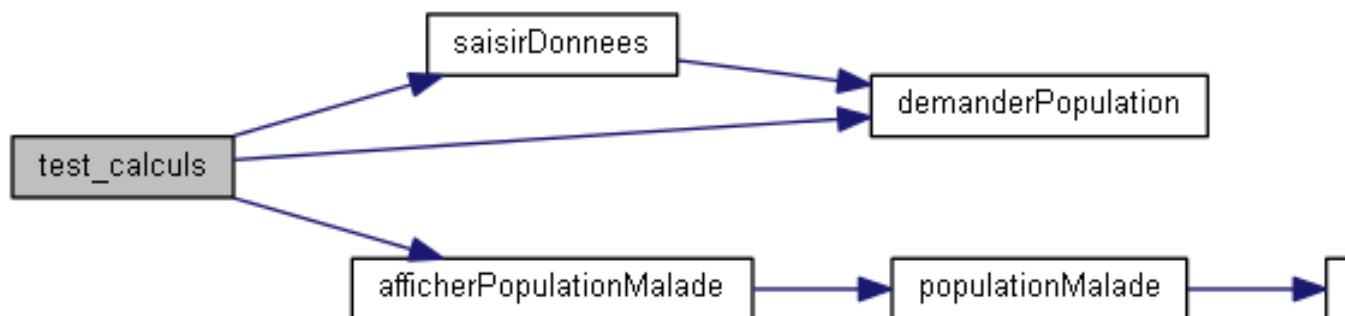 saisirDonnees
demanderPopulation
test_calculs
afficherPopulationMalade
populationMalade